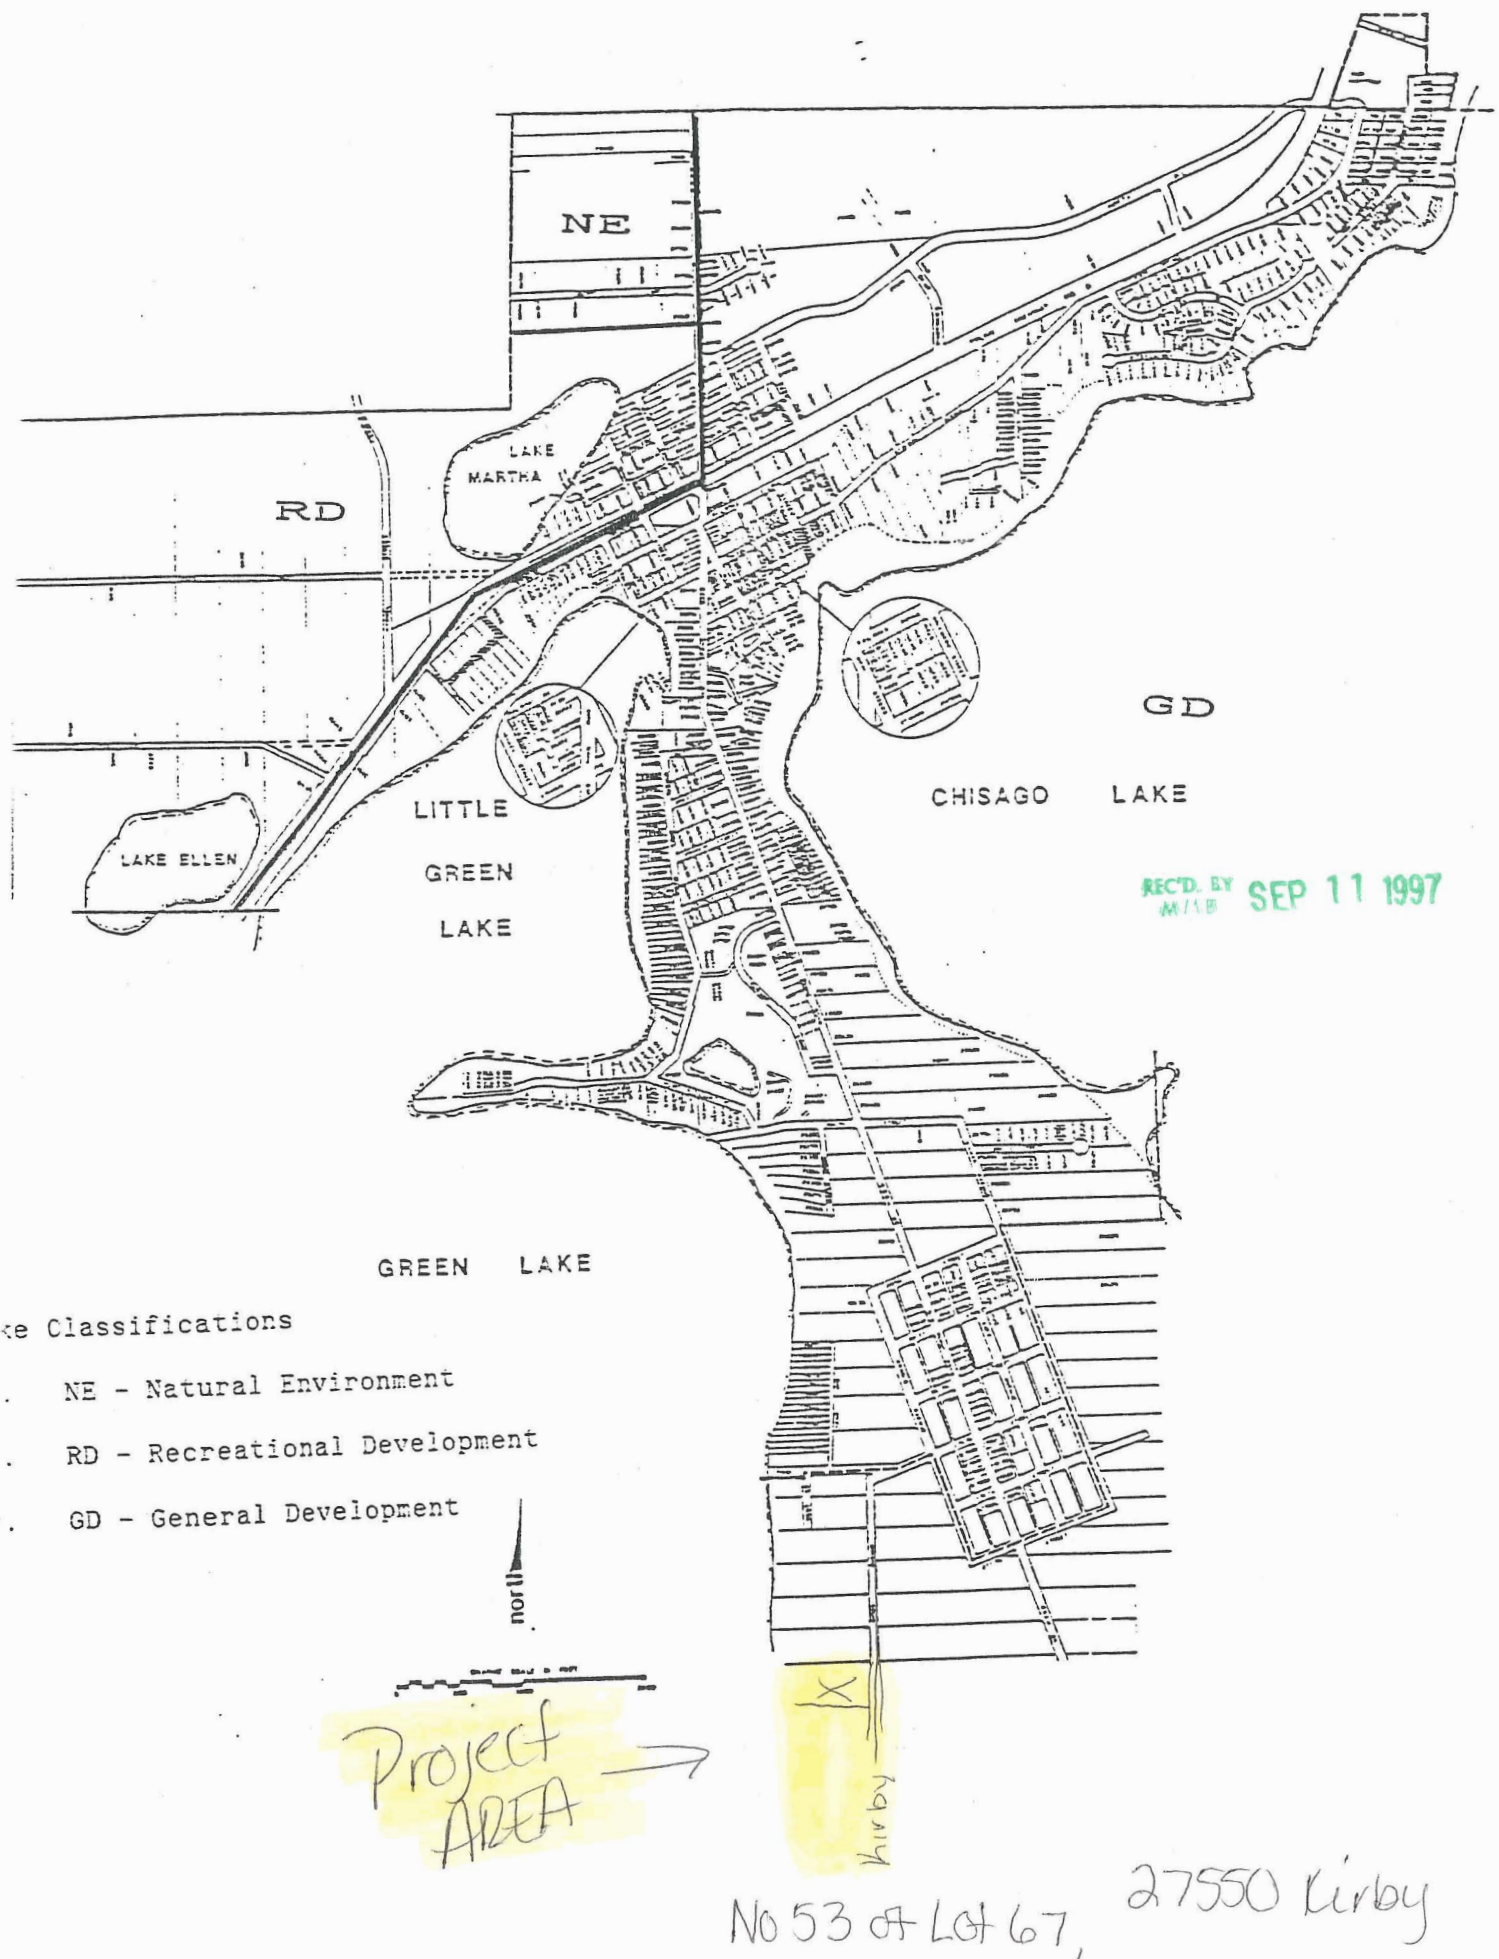 NE
LAKE
MARTHA
RD
GD
CHISAGO LAKE
LITTLE
GREEN
LAKE
LAKE ELLEN
REC'D. BY
SEP 11 1997
GREEN LAKE
ke Classifications
. NE - Natural Environment
. RD - Recreational Development
. GD - General Development
north
Project
AREA
X
Kirby
27550 Kirby
No 53 of Lot 67,